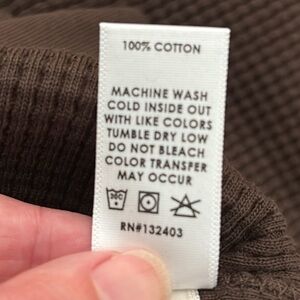 100% COTTON
MACHINE WASH
COLD INSIDE OUT
WITH LIKE COLORS
TUMBLE DRY LOW
DO NOT BLEACH
COLOR TRANSFER
MAY OCCUR
30C
RN#132403